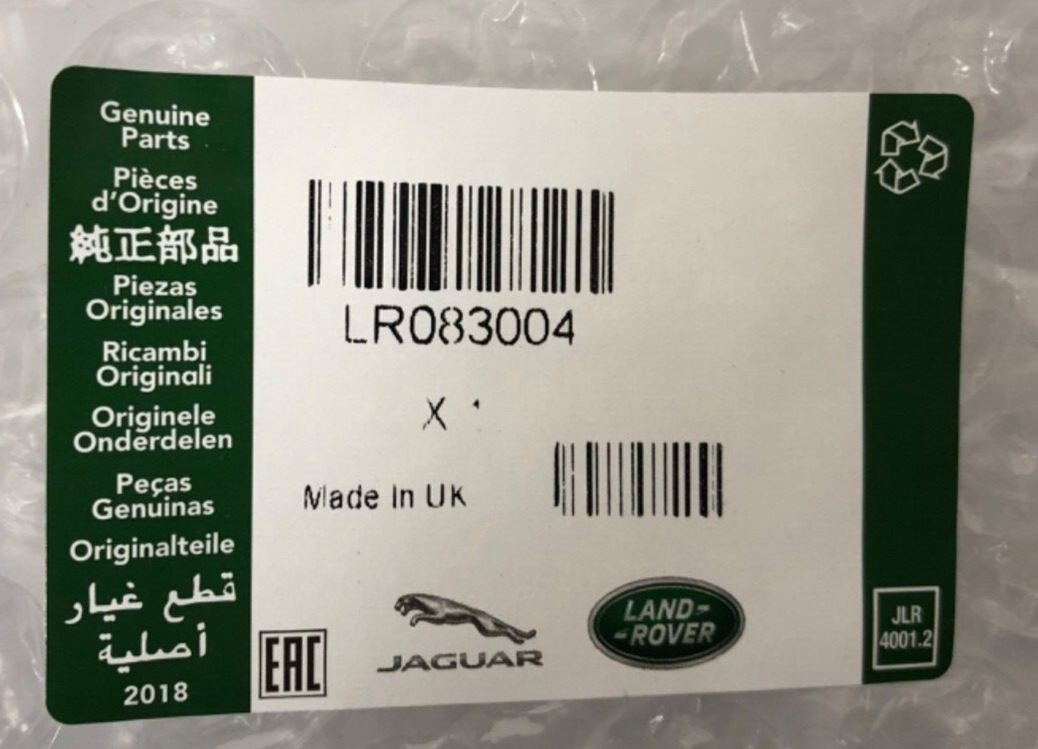 Genuine
Parts
Pièces
d'Origine
純正部品
Piezas
Originales
Ricambi
Originali
Originele
Onderdelen
Peças
Genuinas
Originalteile
قطع غيار
أصلية
2018
LR083004
X
Made In UK
EAC
JAGUAR
LAND-
-ROVER
JLR
4001.2